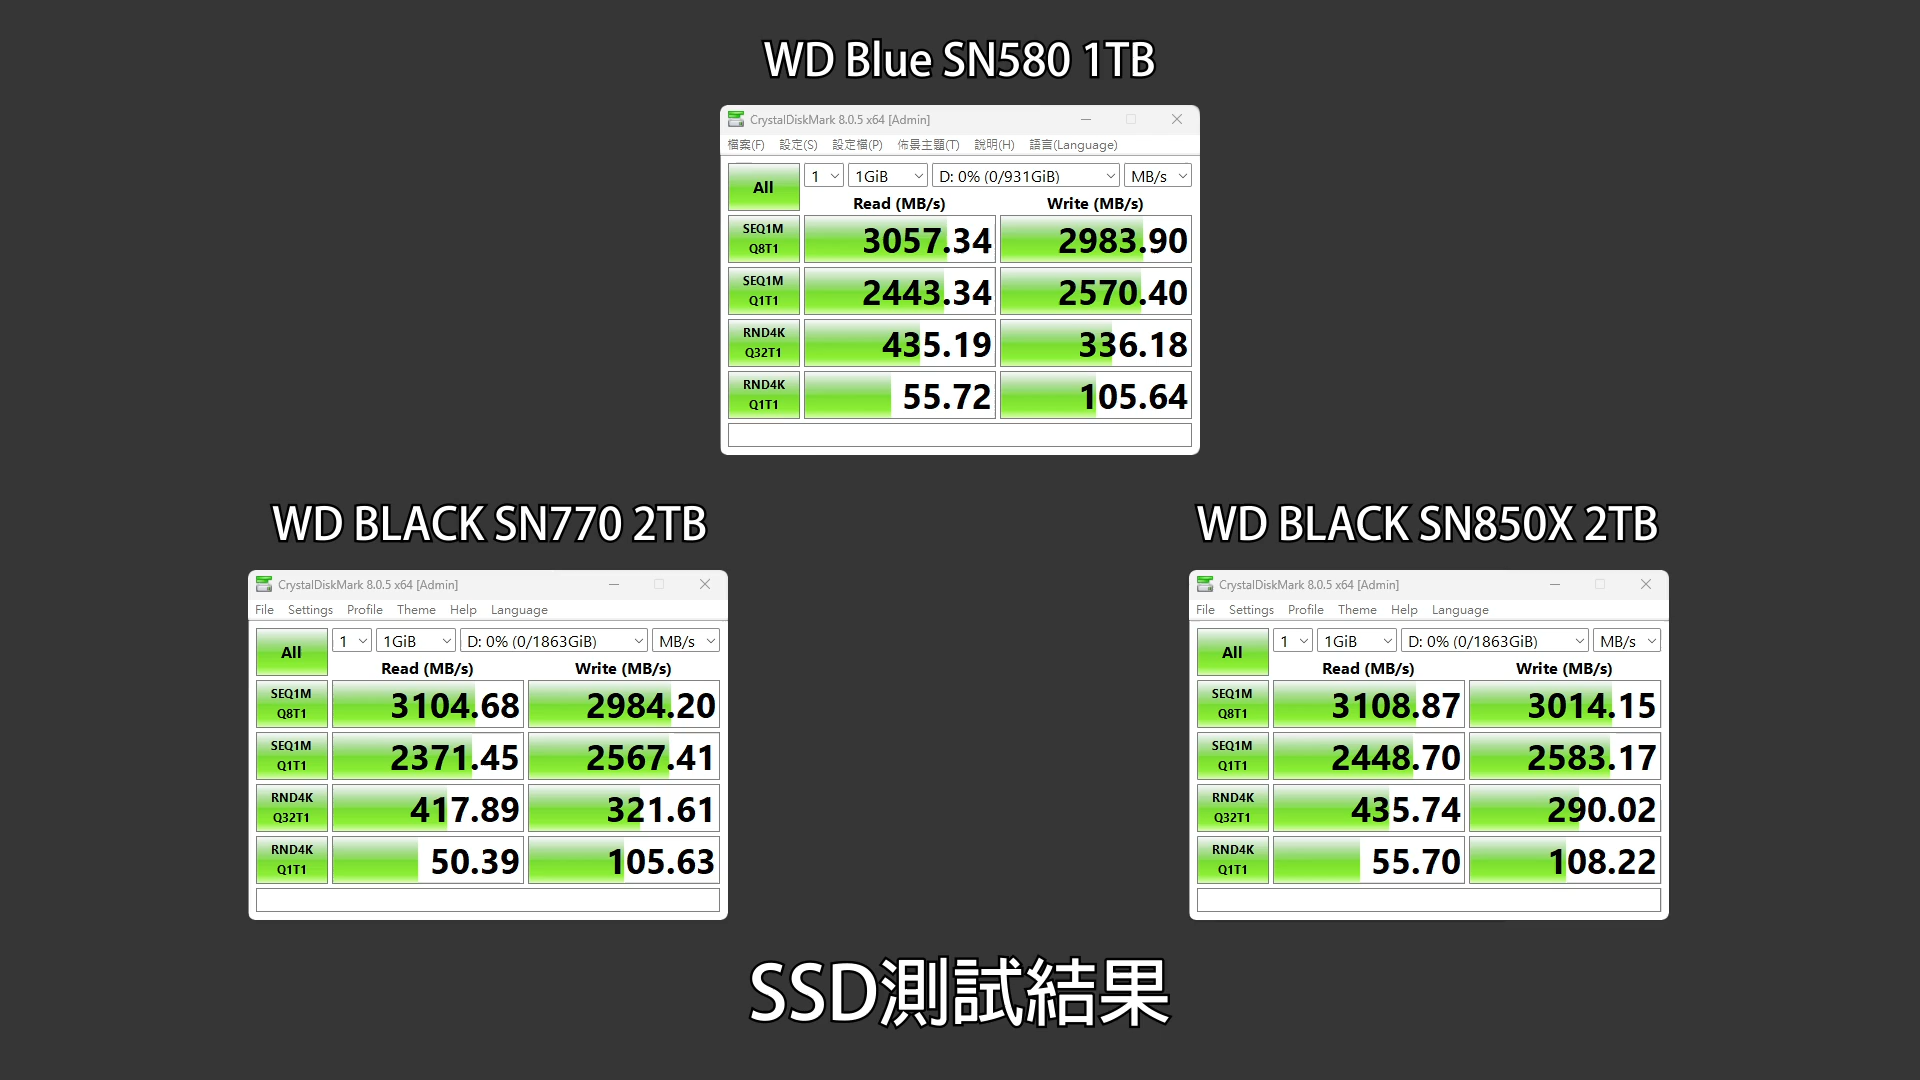 WD Blue SN580 1TB
CrystalDiskMark 8.0.5 x64 [Admin]
檔案(F) 設定(S) 設定檔(P) 佈景主題(T) 說明(H) 語言(Language)
All 1 1GiB D: 0% (0/931GiB) MB/s
Read (MB/s) Write (MB/s)
SEQ1M Q8T1 3057.34 2983.90
SEQ1M Q1T1 2443.34 2570.40
RND4K Q32T1 435.19 336.18
RND4K Q1T1 55.72 105.64
WD BLACK SN770 2TB
CrystalDiskMark 8.0.5 x64 [Admin]
File Settings Profile Theme Help Language
All 1 1GiB D: 0% (0/1863GiB) MB/s
Read (MB/s) Write (MB/s)
SEQ1M Q8T1 3104.68 2984.20
SEQ1M Q1T1 2371.45 2567.41
RND4K Q32T1 417.89 321.61
RND4K Q1T1 50.39 105.63
WD BLACK SN850X 2TB
CrystalDiskMark 8.0.5 x64 [Admin]
File Settings Profile Theme Help Language
All 1 1GiB D: 0% (0/1863GiB) MB/s
Read (MB/s) Write (MB/s)
SEQ1M Q8T1 3108.87 3014.15
SEQ1M Q1T1 2448.70 2583.17
RND4K Q32T1 435.74 290.02
RND4K Q1T1 55.70 108.22
SSD測試結果